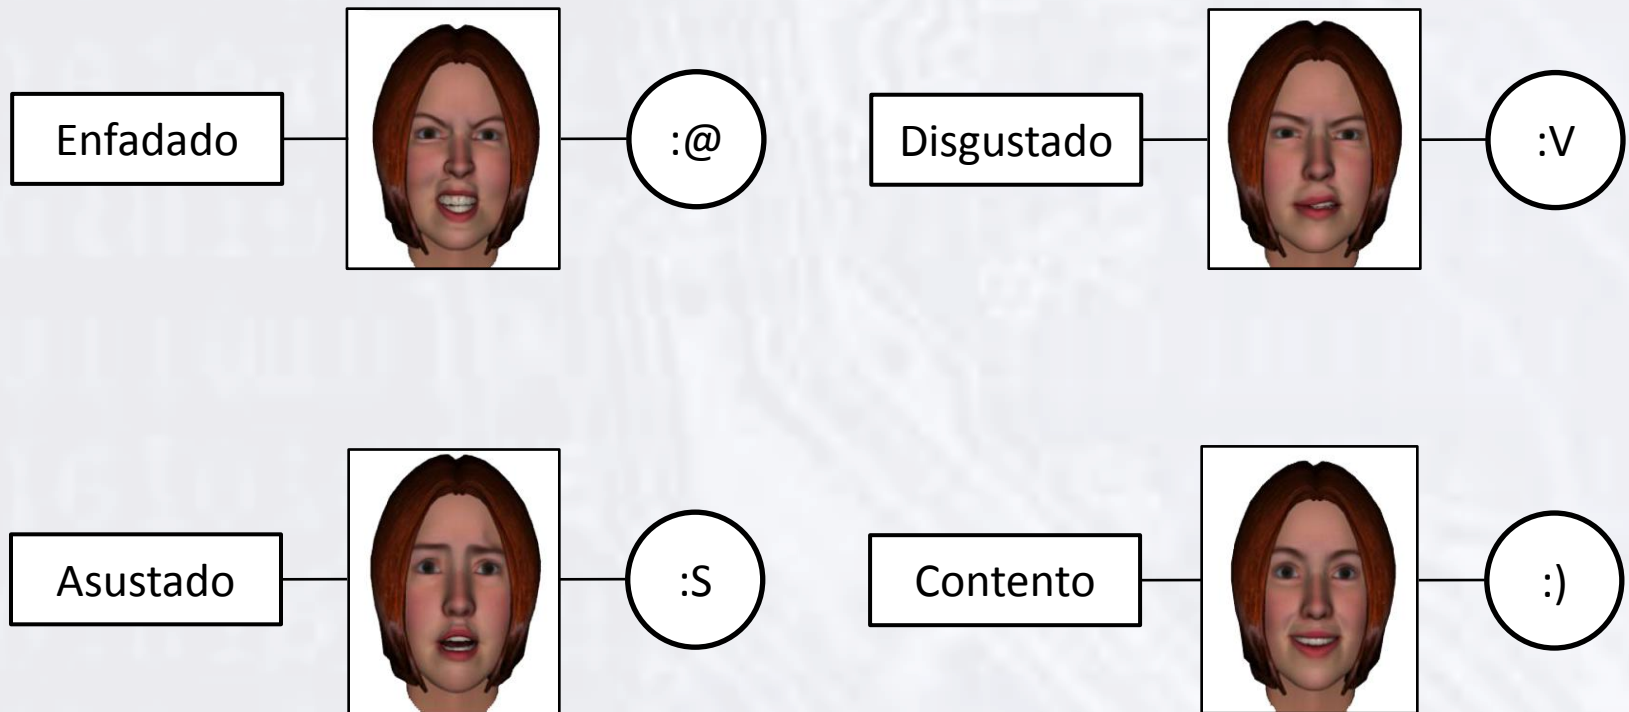 Enfadado
:@
Disgustado
:V
Asustado
:S
Contento
:)